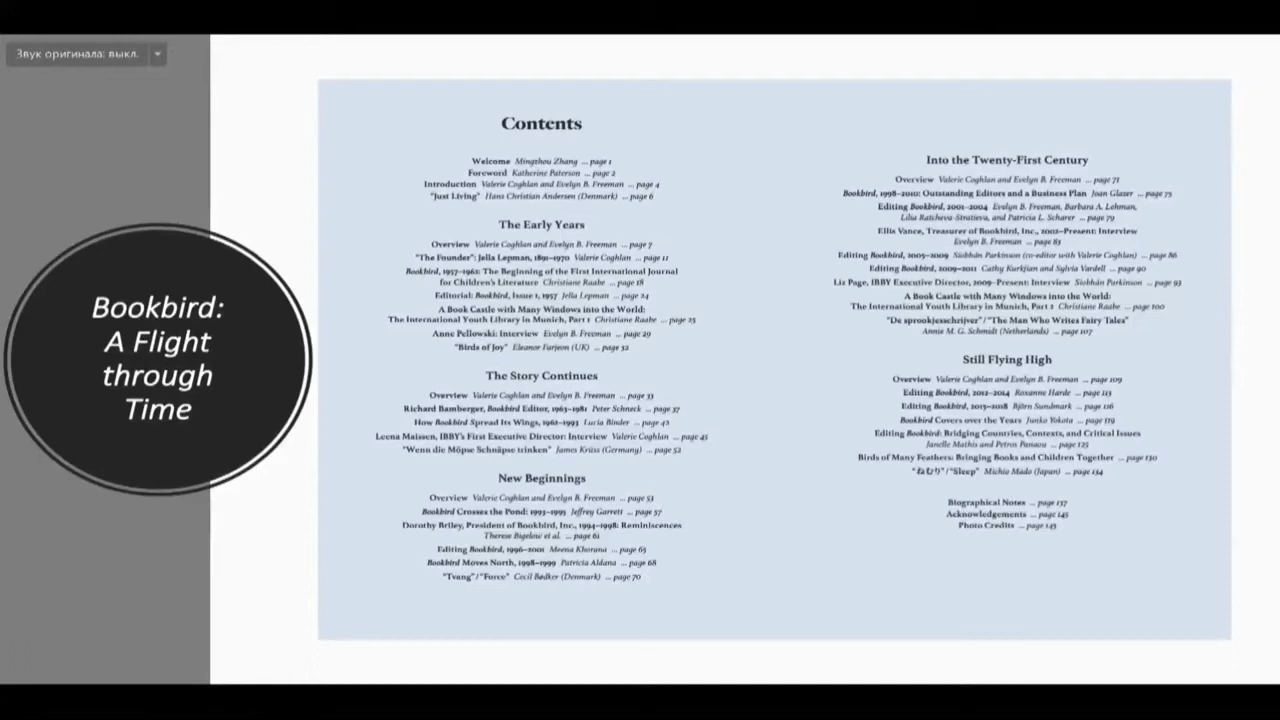 Звук оригинала: выкл.
Bookbird:
A Flight
through
Time
Contents
Welcome Mingzhou Zhang ... page 1
Foreword Katherine Paterson ... page 2
Introduction Valerie Coghlan and Evelyn B. Freeman ... page 4
"Just Living" Hans Christian Andersen (Denmark) ... page 6
The Early Years
Overview Valerie Coghlan and Evelyn B. Freeman ... page 7
"The Founder": Jella Lepman, 1891–1970 Valerie Coghlan ... page 11
Bookbird, 1957–1962: The Beginning of the First International Journal
for Children's Literature Christiane Raabe ... page 18
Editorial: Bookbird, Issue 1, 1957 Jella Lepman ... page 24
A Book Castle with Many Windows into the World:
The International Youth Library in Munich, Part 1 Christiane Raabe ... page 25
Anne Pellowski: Interview Evelyn B. Freeman ... page 29
"Birds of Joy" Eleanor Farjeon (UK) ... page 32
The Story Continues
Overview Valerie Coghlan and Evelyn B. Freeman ... page 33
Richard Bamberger, Bookbird Editor, 1963–1981 Peter Schneck ... page 37
How Bookbird Spread Its Wings, 1962–1993 Lucia Binder ... page 42
Leena Maissen, IBBY's First Executive Director: Interview Valerie Coghlan ... page 45
"Wenn die Möpse Schnäpse trinken" James Krüss (Germany) ... page 52
New Beginnings
Overview Valerie Coghlan and Evelyn B. Freeman ... page 53
Bookbird Crosses the Pond: 1993–1995 Jeffrey Garrett ... page 57
Dorothy Briley, President of Bookbird, Inc., 1994–1998: Reminiscences
Therese Bigelow et al. ... page 61
Editing Bookbird, 1996–2001 Meena Khorana ... page 65
Bookbird Moves North, 1998–1999 Patricia Aldana ... page 68
"Tvang"/"Force" Cecil Bødker (Denmark) ... page 70
Into the Twenty-First Century
Overview Valerie Coghlan and Evelyn B. Freeman ... page 71
Bookbird, 1998–2010: Outstanding Editors and a Business Plan Joan Glazer ... page 75
Editing Bookbird, 2001–2004 Evelyn B. Freeman, Barbara A. Lehman,
Lilia Ratcheva-Stratieva, and Patricia L. Scharer ... page 79
Ellis Vance, Treasurer of Bookbird, Inc., 2002–Present: Interview
Evelyn B. Freeman ... page 83
Editing Bookbird, 2005–2009 Siobhán Parkinson (co-editor with Valerie Coghlan) ... page 86
Editing Bookbird, 2009–2011 Cathy Kurkjian and Sylvia Vardell ... page 90
Liz Page, IBBY Executive Director, 2009–Present: Interview Siobhán Parkinson ... page 93
A Book Castle with Many Windows into the World:
The International Youth Library in Munich, Part 2 Christiane Raabe ... page 100
"De sprookjesschrijver"/"The Man Who Writes Fairy Tales"
Annie M. G. Schmidt (Netherlands) ... page 107
Still Flying High
Overview Valerie Coghlan and Evelyn B. Freeman ... page 109
Editing Bookbird, 2012–2014 Roxanne Harde ... page 113
Editing Bookbird, 2015–2018 Björn Sundmark ... page 116
Bookbird Covers over the Years Junko Yokota ... page 119
Editing Bookbird: Bridging Countries, Contexts, and Critical Issues
Janelle Mathis and Petros Panaou ... page 125
Birds of Many Feathers: Bringing Books and Children Together ... page 130
"ねむり"/"Sleep" Michio Mado (Japan) ... page 134
Biographical Notes ... page 137
Acknowledgements ... page 145
Photo Credits ... page 145